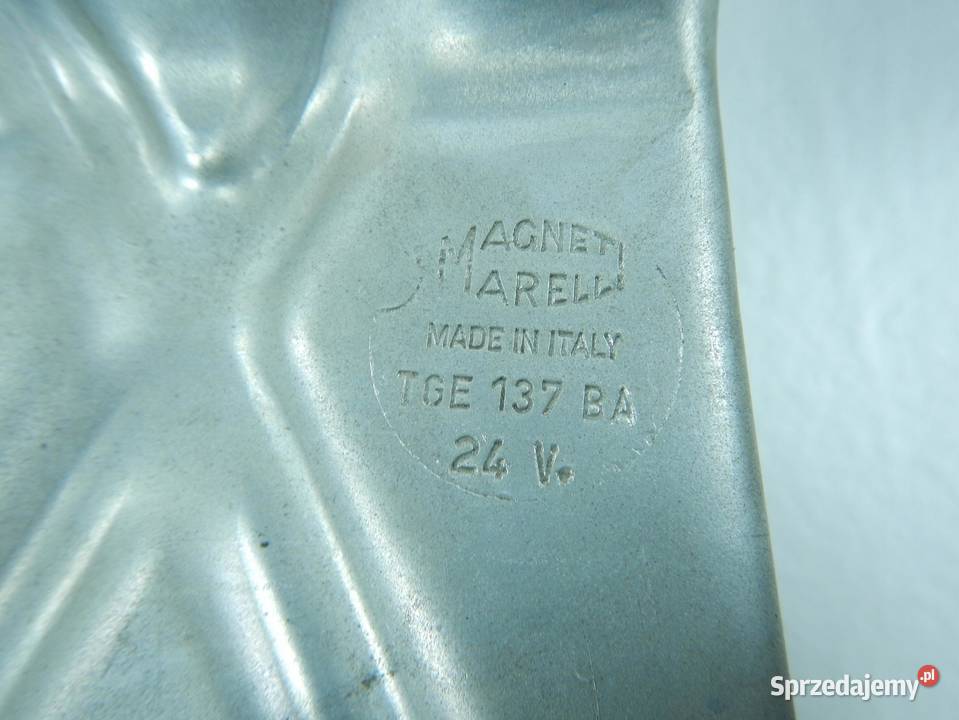 MAGNETI
MARELLI
MADE IN ITALY
TGE 137 BA
24 V.
Sprzedajemy.pl